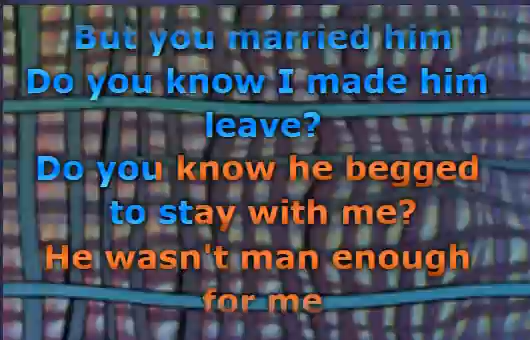 But you married him
Do you know I made him
leave?
Do you know he begged
to stay with me?
He wasn't man enough
for me